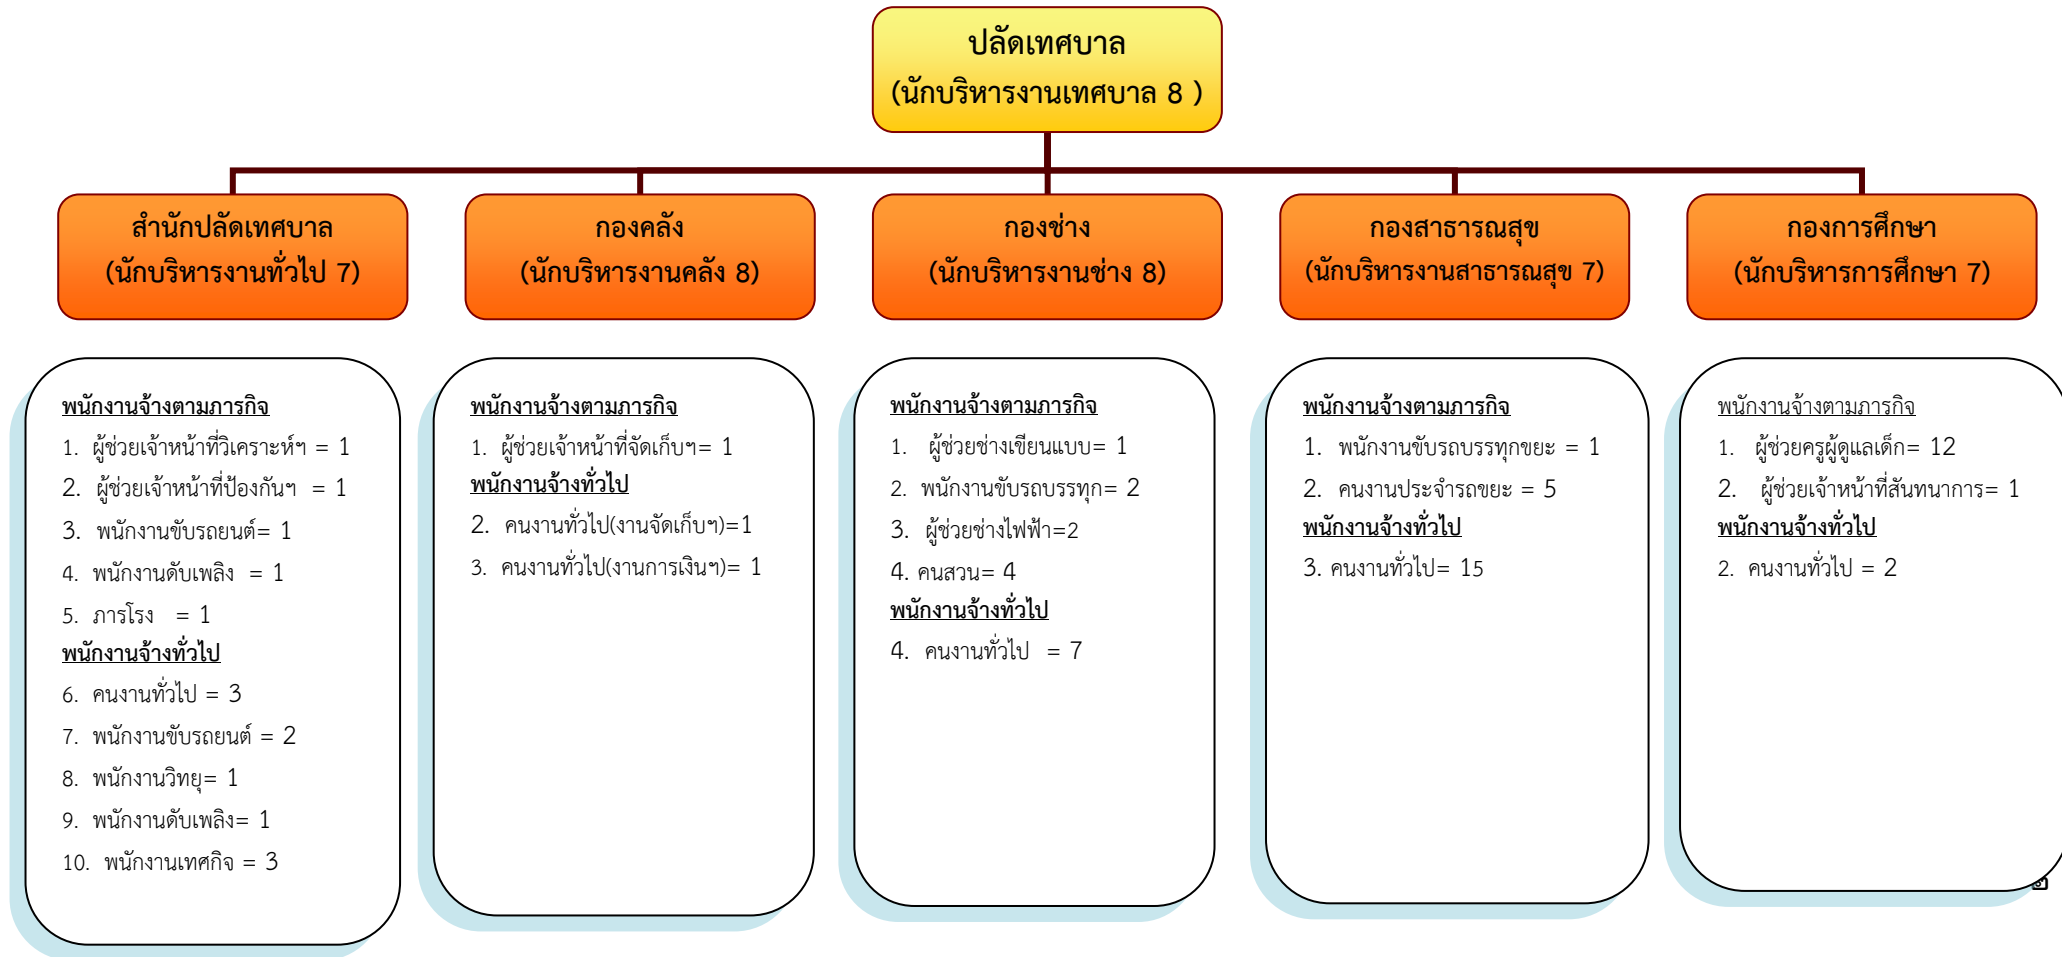 ปลัดเทศบาล
(นักบริหารงานเทศบาล 8 )
สำนักปลัดเทศบาล
(นักบริหารงานทั่วไป 7)
กองคลัง
(นักบริหารงานคลัง 8)
กองช่าง
(นักบริหารงานช่าง 8)
กองสาธารณสุข
(นักบริหารงานสาธารณสุข 7)
กองการศึกษา
(นักบริหารการศึกษา 7)
พนักงานจ้างตามภารกิจ
1. ผู้ช่วยเจ้าหน้าที่วิเคราะห์ฯ = 1
2. ผู้ช่วยเจ้าหน้าที่ป้องกันฯ = 1
3. พนักงานขับรถยนต์= 1
4. พนักงานดับเพลิง = 1
5. ภารโรง = 1
พนักงานจ้างทั่วไป
6. คนงานทั่วไป = 3
7. พนักงานขับรถยนต์ = 2
8. พนักงานวิทยุ= 1
9. พนักงานดับเพลิง= 1
10. พนักงานเทศกิจ = 3
พนักงานจ้างตามภารกิจ
1. ผู้ช่วยเจ้าหน้าที่จัดเก็บฯ= 1
พนักงานจ้างทั่วไป
2. คนงานทั่วไป(งานจัดเก็บฯ)=1
3. คนงานทั่วไป(งานการเงินฯ)= 1
พนักงานจ้างตามภารกิจ
1. ผู้ช่วยช่างเขียนแบบ= 1
2. พนักงานขับรถบรรทุก= 2
3. ผู้ช่วยช่างไฟฟ้า=2
4. คนสวน= 4
พนักงานจ้างทั่วไป
4. คนงานทั่วไป = 7
พนักงานจ้างตามภารกิจ
1. พนักงานขับรถบรรทุกขยะ = 1
2. คนงานประจำรถขยะ = 5
พนักงานจ้างทั่วไป
3. คนงานทั่วไป= 15
พนักงานจ้างตามภารกิจ
1. ผู้ช่วยครูผู้ดูแลเด็ก= 12
2. ผู้ช่วยเจ้าหน้าที่สันทนาการ= 1
พนักงานจ้างทั่วไป
2. คนงานทั่วไป = 2